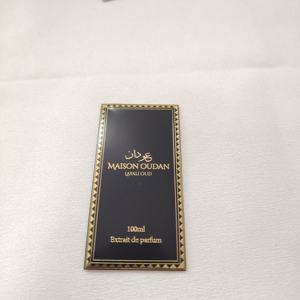 عودان
MAISON OUDAN
LAYALI OUD
100ml
Extrait de parfum